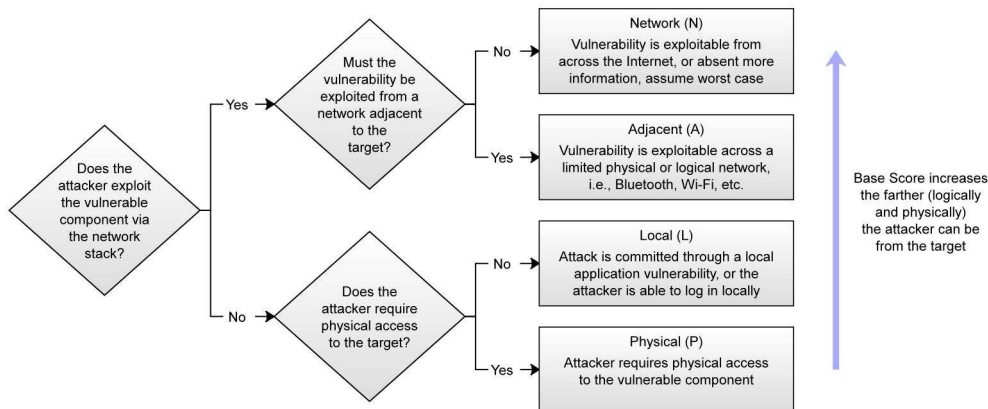 Does the
attacker exploit
the vulnerable
component via
the network
stack?
Yes
No
Must the
vulnerability be
exploited from a
network adjacent
to the
target?
No
Yes
Network (N)
Vulnerability is exploitable from
across the Internet, or absent more
information, assume worst case
Adjacent (A)
Vulnerability is exploitable across a
limited physical or logical network,
i.e., Bluetooth, Wi-Fi, etc.
Does the
attacker require
physical access
to the target?
No
Yes
Local (L)
Attack is committed through a local
application vulnerability, or the
attacker is able to log in locally
Physical (P)
Attacker requires physical access
to the vulnerable component
Base Score increases
the farther (logically
and physically)
the attacker can be
from the target